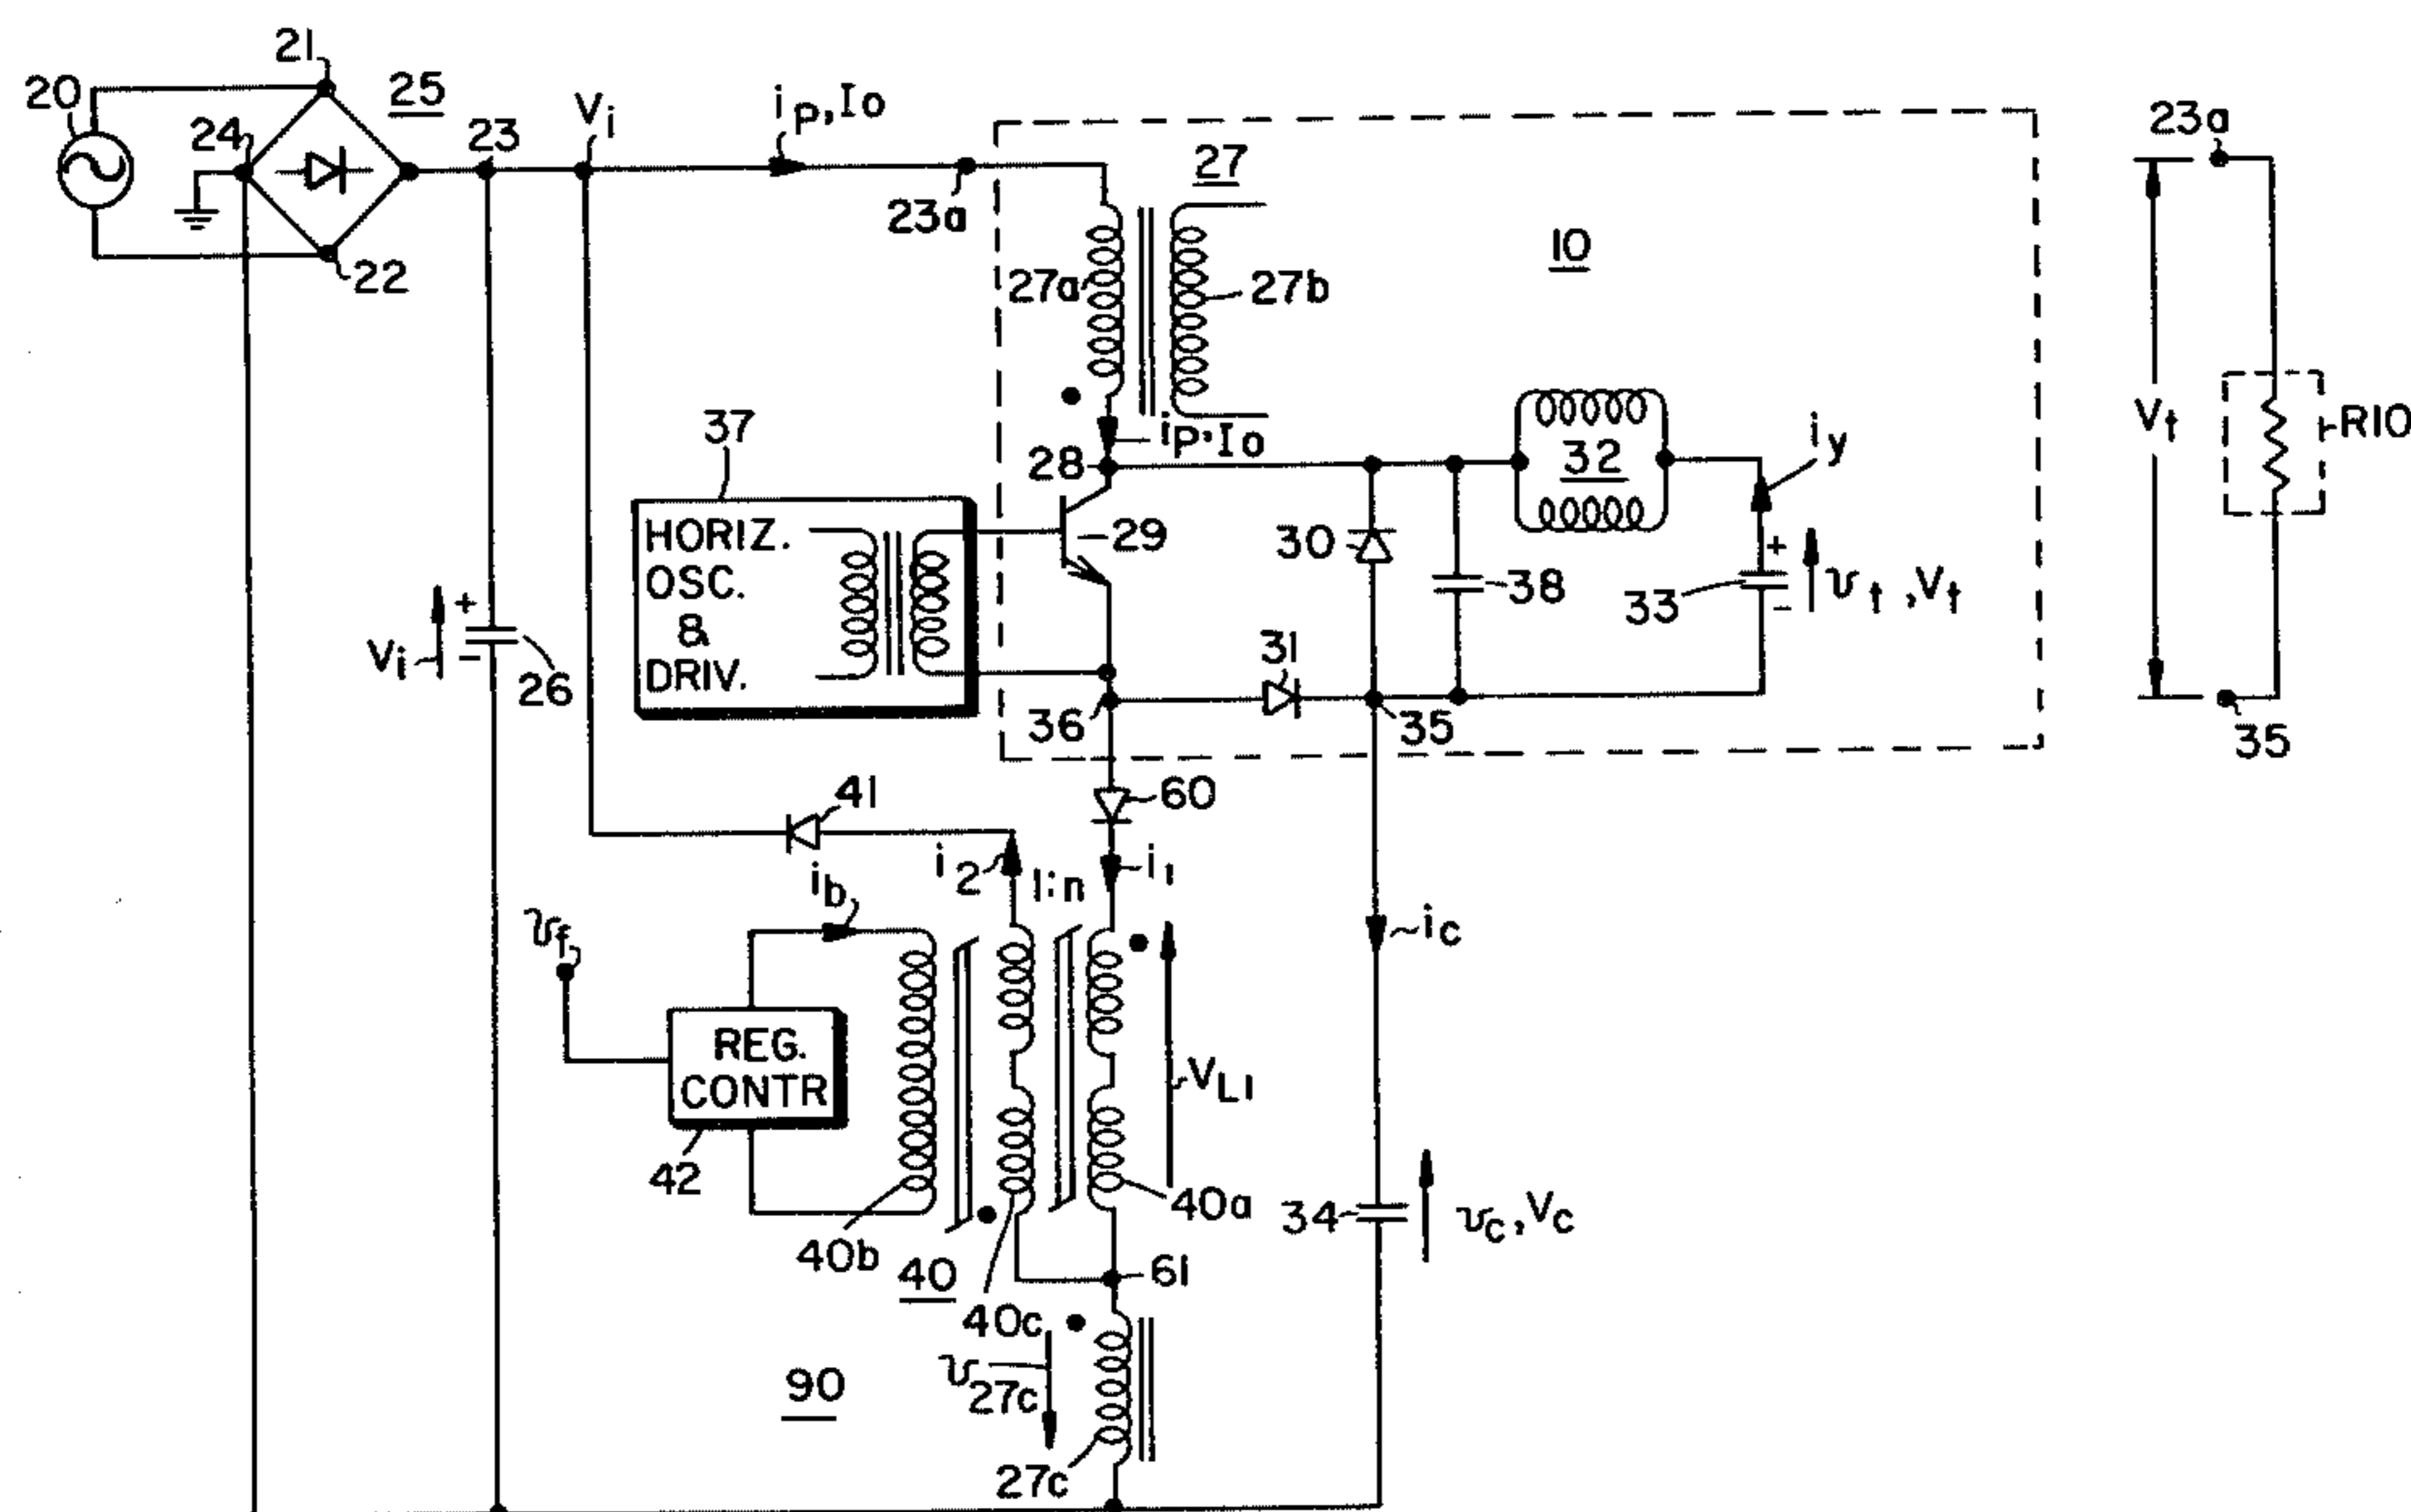 21
20
25
24
23
Vi
ip,Io
23a
27
10
23a
22
23a
27a
27b
37
ip,Io
28
32
iy
Vt
R10
HORIZ.
OSC.
&
DRIV.
29
30
38
33
vt,Vt
+
-
Vi
+
-
26
31
36
35
35
41
60
i2
i1
ib
1:n
vf
ic
REG.
CONTR
VL1
42
40a
34
vc,Vc
40b
40
61
40c
v27c
90
27c